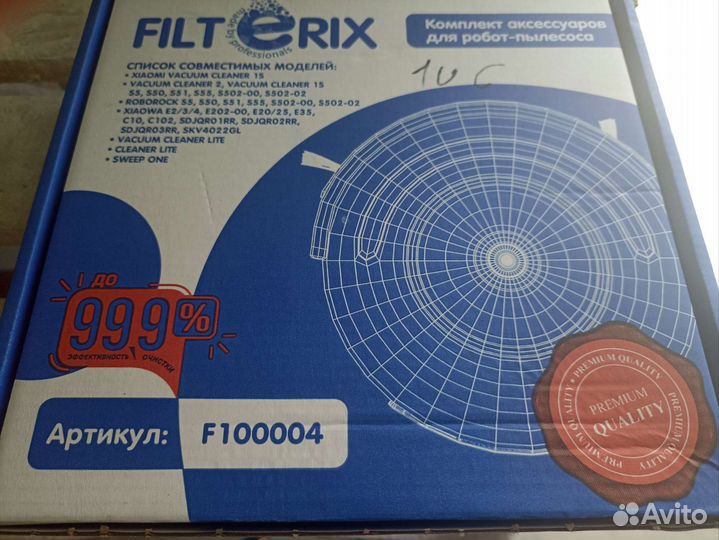 FILTERIX
made by professionals
Комплект аксессуаров
для робот-пылесоса
СПИСОК СОВМЕСТИМЫХ МОДЕЛЕЙ:
• XIAOMI VACUUM CLEANER 1S
• VACUUM CLEANER 2, VACUUM CLEANER 1S
S5, S50, S51, S55, S502-00, S502-02
• ROBOROCK S5, S50, S51, S55, S502-00, S502-02
• XIAOWA E2/3/4, E202-00, E20/25, E35,
C10, C102, SDJQR01RR, SDJQR02RR,
SDJQR03RR, SKV4022GL
• VACUUM CLEANER LITE
• CLEANER LITE
• SWEEP ONE
ДО
99,9%
ЭФФЕКТИВНОСТЬ ОЧИСТКИ
Артикул: F100004
PREMIUM QUALITY
PREMIUM
QUALITY
PREMIUM QUALITY
Avito